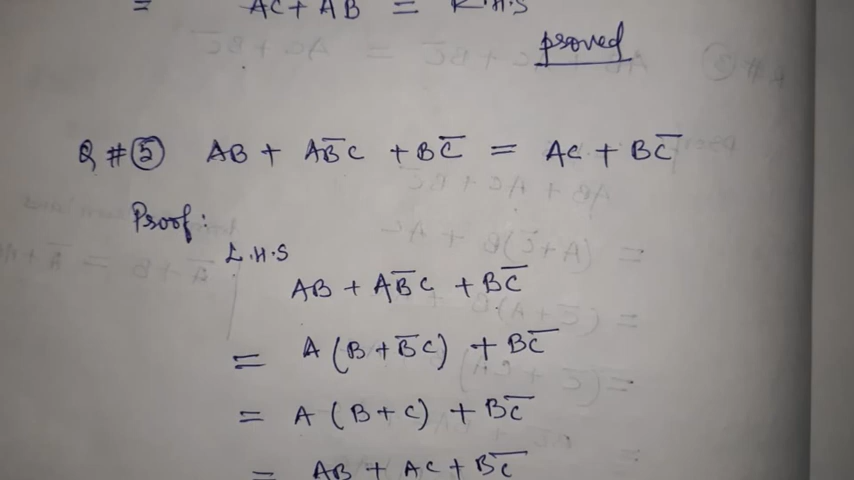 = AC + AB = R.H.S
proved
Q # ⑤ AB + AB̅C + BC̅ = AC + BC̅
Proof:
L.H.S
AB + AB̅C + BC̅
= A (B + B̅C) + BC̅
= A (B + C) + BC̅
= AB + AC + BC̅